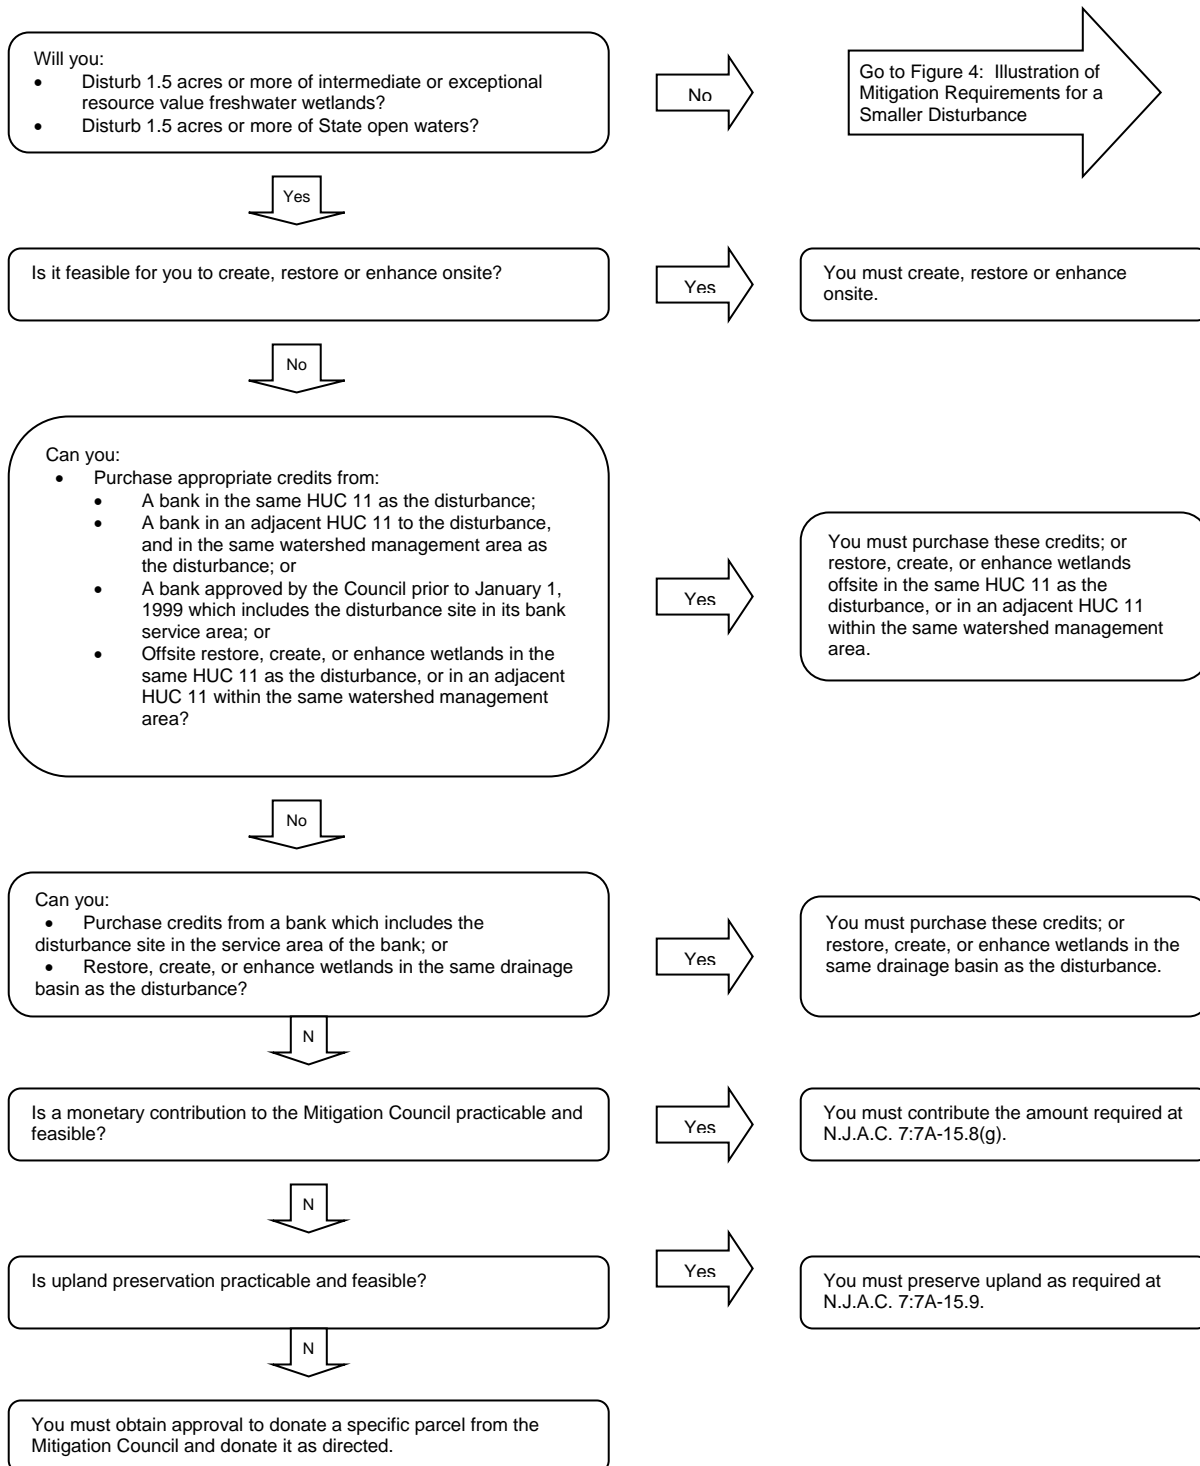 Will you:
• Disturb 1.5 acres or more of intermediate or exceptional
resource value freshwater wetlands?
• Disturb 1.5 acres or more of State open waters?
No
Go to Figure 4: Illustration of
Mitigation Requirements for a
Smaller Disturbance
Yes
Is it feasible for you to create, restore or enhance onsite?
Yes
You must create, restore or enhance
onsite.
No
Can you:
• Purchase appropriate credits from:
• A bank in the same HUC 11 as the disturbance;
• A bank in an adjacent HUC 11 to the disturbance,
and in the same watershed management area as
the disturbance; or
• A bank approved by the Council prior to January 1,
1999 which includes the disturbance site in its bank
service area; or
• Offsite restore, create, or enhance wetlands in the
same HUC 11 as the disturbance, or in an adjacent
HUC 11 within the same watershed management
area?
Yes
You must purchase these credits; or
restore, create, or enhance wetlands
offsite in the same HUC 11 as the
disturbance, or in an adjacent HUC 11
within the same watershed management
area.
No
Can you:
• Purchase credits from a bank which includes the
disturbance site in the service area of the bank; or
• Restore, create, or enhance wetlands in the same drainage
basin as the disturbance?
Yes
You must purchase these credits; or
restore, create, or enhance wetlands in the
same drainage basin as the disturbance.
N
Is a monetary contribution to the Mitigation Council practicable and
feasible?
Yes
You must contribute the amount required at
N.J.A.C. 7:7A-15.8(g).
N
Is upland preservation practicable and feasible?
Yes
You must preserve upland as required at
N.J.A.C. 7:7A-15.9.
N
You must obtain approval to donate a specific parcel from the
Mitigation Council and donate it as directed.